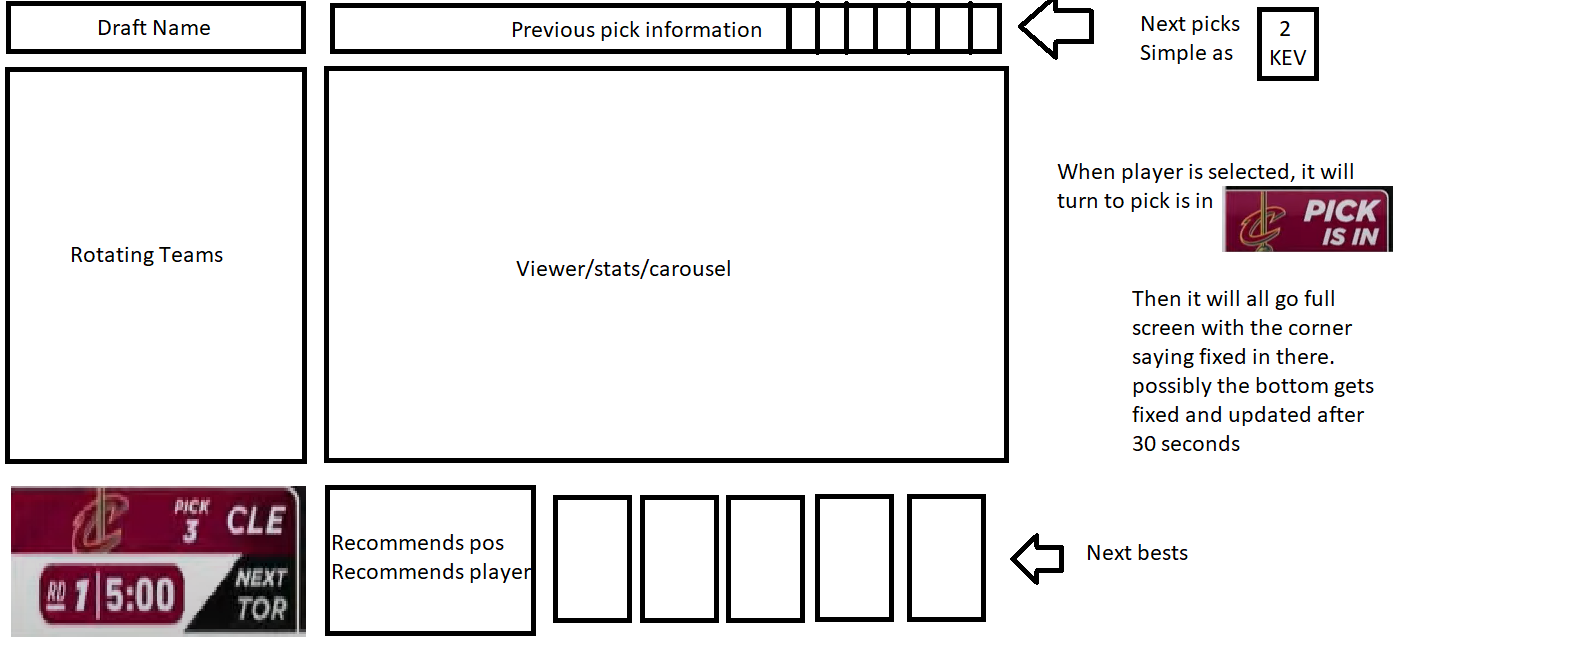 Draft Name
Previous pick information
Next picks
Simple as
2
KEV
When player is selected, it will
turn to pick is in
PICK
IS IN
Rotating Teams
Viewer/stats/carousel
Then it will all go full
screen with the corner
saying fixed in there.
possibly the bottom gets
fixed and updated after
30 seconds
PICK
3
CLE
RD 1 5:00
NEXT
TOR
Recommends pos
Recommends player
Next bests